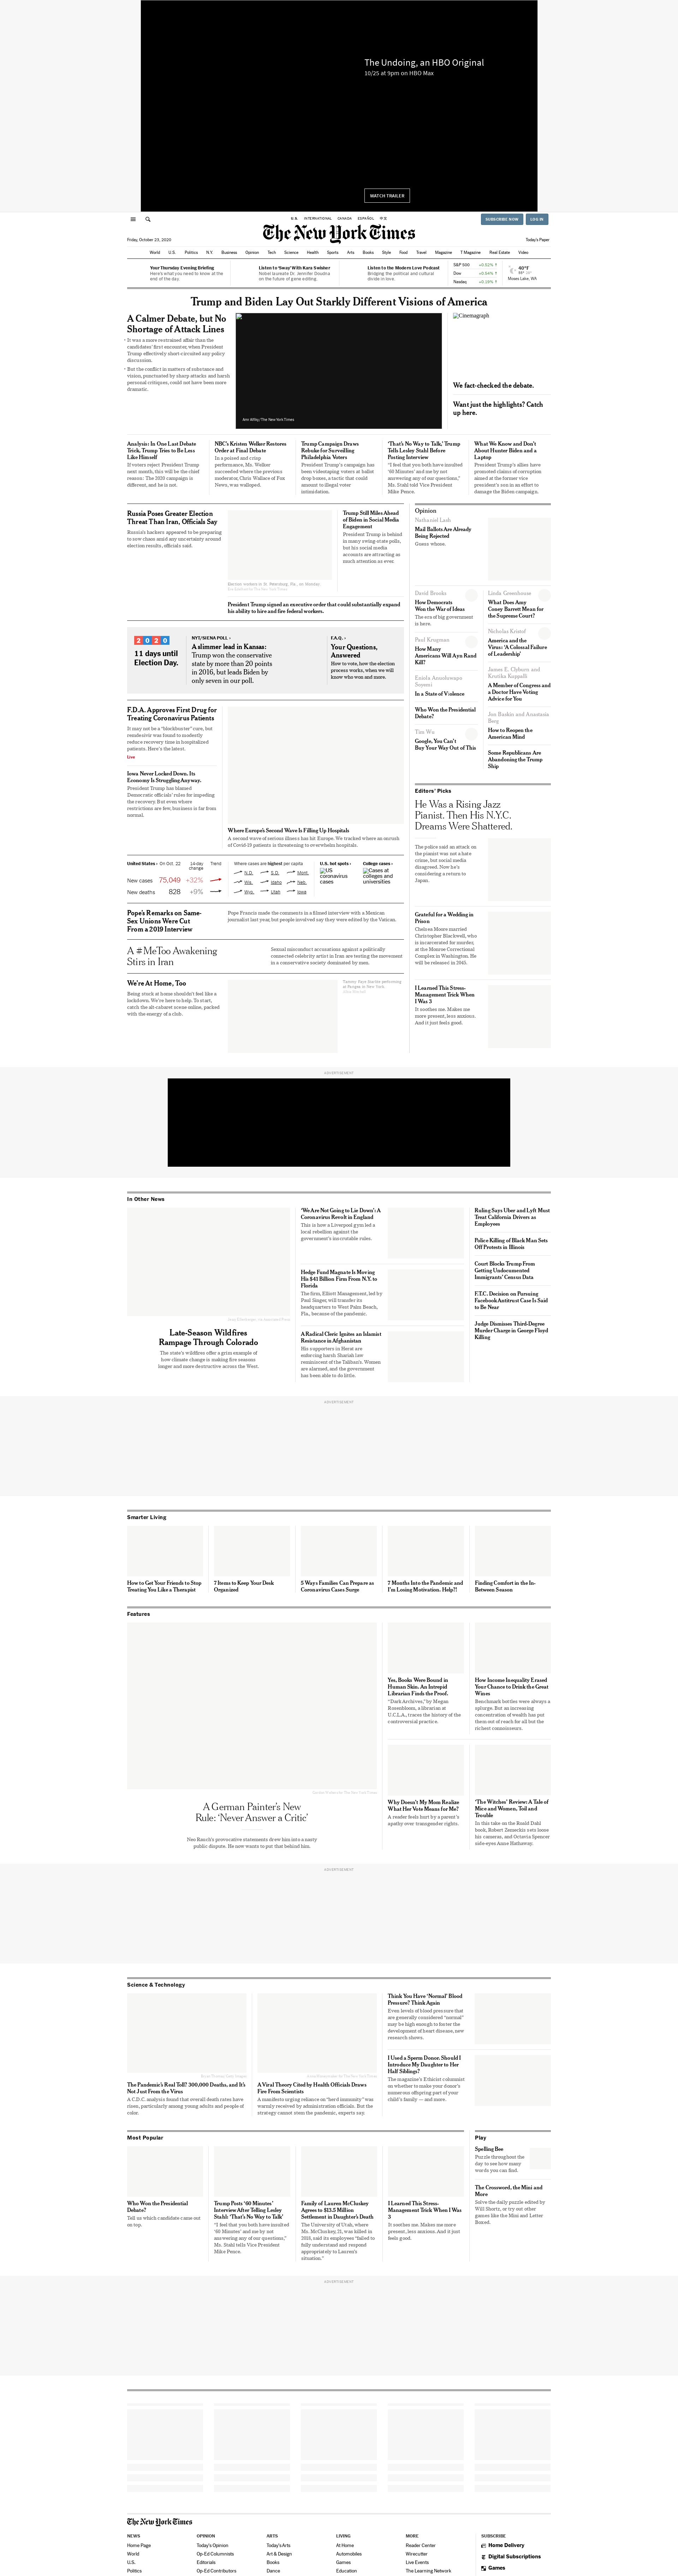 The Undoing, an HBO Original
10/25 at 9pm on HBO Max
WATCH TRAILER
INTERNATIONAL
CANADA
ESPAÑOL
中文
SUBSCRIBE NOW
LOG IN
The New York Times
Friday, October 23, 2020
Today's Paper
World
U.S.
Politics
N.Y.
Business
Opinion
Tech
Science
Health
Sports
Arts
Books
Style
Food
Travel
Magazine
T Magazine
Real Estate
Video
Your Thursday Evening Briefing
Here's what you need to know at the
end of the day.
Listen to 'Sway' With Kara Swisher
Nobel laureate Dr. Jennifer Doudna
on the future of gene editing.
Listen to the Modern Love Podcast
Bridging the political and cultural
divide in love.
S&P 500 +0.52%
Dow +0.54%
Nasdaq +0.19%
40°F
Moses Lake, WA
Trump and Biden Lay Out Starkly Different Visions of America
A Calmer Debate, but No
Shortage of Attack Lines
• It was a more restrained affair than the
candidates' first encounter, when President
Trump effectively short-circuited any policy
discussion.
• But the conflict in matters of substance and
vision, punctuated by sharp attacks and harsh
personal critiques, could not have been more
dramatic.
Erin Schaff/The New York Times
Cinemagraph
We fact-checked the debate.
Want just the highlights? Catch
up here.
Analysis: In One Last Debate
Trick, Trump Tries to Be Less
Like Himself
If voters reject President Trump
next month, this will be the chief
reason: The 2020 campaign is
different, and he is not.
NBC's Kristen Welker Restores
Order at Final Debate
In a poised and crisp
performance, Ms. Welker
succeeded where the previous
moderator, Chris Wallace of Fox
News, was walloped.
Trump Campaign Draws
Rebuke for Surveilling
Philadelphia Voters
President Trump's campaign has
been videotaping voters at ballot
drop boxes, a tactic that could
amount to illegal voter
intimidation.
'That's No Way to Talk,' Trump
Tells Lesley Stahl Before
Posting Interview
"I feel that you both have insulted
'60 Minutes' and me by not
answering any of our questions,"
Ms. Stahl told Vice President
Mike Pence.
What We Know and Don't
About Hunter Biden and a
Laptop
President Trump's allies have
promoted claims of corruption
aimed at the former vice
president's son in an effort to
damage the Biden campaign.
Russia Poses Greater Election
Threat Than Iran, Officials Say
Russia's hackers appeared to be preparing
to sow chaos amid any uncertainty around
election results, officials said.
Election workers in St. Petersburg, Fla., on Monday.
Trump Still Miles Ahead
of Biden in Social Media
Engagement
President Trump is behind
in many swing-state polls,
but his social media
accounts are attracting as
much attention as ever.
President Trump signed an executive order that could substantially expand
his ability to hire and fire federal workers.
2020
11 days until
Election Day.
NYT/SIENA POLL ›
A slimmer lead in Kansas:
Trump won the conservative
state by more than 20 points
in 2016, but leads Biden by
only seven in our poll.
F.A.Q. ›
Your Questions,
Answered
How to vote, how the election
process works, when we will
know who won and more.
F.D.A. Approves First Drug for
Treating Coronavirus Patients
It may not be a "blockbuster" cure, but
remdesivir was found to modestly
reduce recovery time in hospitalized
patients. Here's the latest.
Live
Iowa Never Locked Down. Its
Economy Is Struggling Anyway.
President Trump has blamed
Democratic officials' rules for impeding
the recovery. But even where
restrictions are few, business is far from
normal.
Where Europe's Second Wave Is Filling Up Hospitals
A second wave of serious illness has hit Europe. We tracked where an uptick
of Covid-19 patients is threatening to overwhelm hospitals.
United States › On Oct. 22 14-day change Trend
New cases 75,049 +32%
New deaths 828 +9%
Where cases are highest per capita
N.D. S.D. Mont.
Wis. Idaho Neb.
Wyo. Utah Iowa
U.S. hot spots ›
US
coronavirus
cases
College cases ›
Cases at
colleges and
universities
Pope's Remarks on Same-
Sex Unions Were Cut
From a 2019 Interview
Pope Francis made the comments in a filmed interview with a Mexican
journalist last year, but people involved say they were edited by the Vatican.
A #MeToo Awakening
Stirs in Iran
Sexual misconduct accusations against a politically
connected celebrity artist in Iran are testing the movement
in a conservative society dominated by men.
We're At Home, Too
Being stuck at home shouldn't feel like a
lockdown. We're here to help. To start,
catch the alt-cabaret scene online, packed
with the energy of a club.
Opinion
Nathaniel Lash
Mail Ballots Are Already
Being Rejected
Guess whose.
David Brooks
How Democrats
Won the War of Ideas
The era of big government
is here.
Linda Greenhouse
What Does Amy
Coney Barrett Mean for
the Supreme Court?
Paul Krugman
How Many
Americans Will Ayn Rand
Kill?
Nicholas Kristof
America and the
Virus: 'A Colossal Failure
of Leadership'
In a State of Violence
James E. Clyburn and
Krutika Kuppalli
A Member of Congress and
a Doctor Have Voting
Advice for You
Who Won the Presidential
Debate?
Jon Baskin and Anastasia
Berg
How to Reopen the
American Mind
Tim Wu
Google, You Can't
Buy Your Way Out of This
Some Republicans Are
Abandoning the Trump
Ship
Editors' Picks
He Was a Rising Jazz
Pianist. Then His N.Y.C.
Dreams Were Shattered.
The police said an attack on
the pianist was not a hate
crime, but social media
disagreed. Now he's
considering a return to
Japan.
Grateful for a Wedding in
Prison
Chelsea Moore married
Christopher Blackwell, who
is incarcerated for murder,
at the Monroe Correctional
Complex in Washington. He
will be released in 2045.
I Learned This Stress-
Management Trick When
I Was 3
It soothes me. Makes me
more present, less anxious.
And it just feels good.
ADVERTISEMENT
In Other News
Late-Season Wildfires
Rampage Through Colorado
The state's wildfires offer a grim example of
how climate change is making fire seasons
longer and more destructive across the West.
'We Are Not Going to Lie Down': A
Coronavirus Revolt in England
This is how a Liverpool gym led a
local rebellion against the
government's inscrutable rules.
Hedge Fund Magnate Is Moving
His $41 Billion Firm From N.Y. to
Florida
The firm, Elliott Management, led by
Paul Singer, will transfer its
headquarters to West Palm Beach,
Fla., because of the pandemic.
A Radical Cleric Ignites an Islamist
Resistance in Afghanistan
His supporters in Herat are
enforcing harsh Shariah law
reminiscent of the Taliban's. Women
are alarmed, and the government
has been able to do little.
Ruling Says Uber and Lyft Must
Treat California Drivers as
Employees
Police Killing of Black Man Sets
Off Protests in Illinois
Court Blocks Trump From
Getting Undocumented
Immigrants' Census Data
F.T.C. Decision on Pursuing
Facebook Antitrust Case Is Said
to Be Near
Judge Dismisses Third-Degree
Murder Charge in George Floyd
Killing
ADVERTISEMENT
Smarter Living
How to Get Your Friends to Stop
Treating You Like a Therapist
7 Items to Keep Your Desk
Organized
5 Ways Families Can Prepare as
Coronavirus Cases Surge
7 Months Into the Pandemic and
I'm Losing Motivation. Help?!
Finding Comfort in the In-
Between Season
Features
A German Painter's New
Rule: 'Never Answer a Critic'
Neo Rauch's provocative statements drew him into a nasty
public dispute. He now wants to put that behind him.
Yes, Books Were Bound in
Human Skin. An Intrepid
Librarian Finds the Proof.
"Dark Archives," by Megan
Rosenbloom, a librarian at
U.C.L.A., traces the history of the
controversial practice.
How Income Inequality Erased
Your Chance to Drink the Great
Wines
Benchmark bottles were always a
splurge. But an increasing
concentration of wealth has put
them out of reach for all but the
richest connoisseurs.
Why Doesn't My Mom Realize
What Her Vote Means for Me?
A reader feels hurt by a parent's
apathy over transgender rights.
'The Witches' Review: A Tale of
Mice and Women, Toil and
Trouble
In this take on the Roald Dahl
book, Robert Zemeckis sets loose
his cameras, and Octavia Spencer
side-eyes Anne Hathaway.
ADVERTISEMENT
Science & Technology
The Pandemic's Real Toll? 300,000 Deaths, and It's
Not Just From the Virus
A C.D.C. analysis found that overall death rates have
risen, particularly among young adults and people of
color.
A Viral Theory Cited by Health Officials Draws
Fire From Scientists
A manifesto urging reliance on "herd immunity" was
warmly received by administration officials. But the
strategy cannot stem the pandemic, experts say.
Think You Have 'Normal' Blood
Pressure? Think Again
Even levels of blood pressure that
are generally considered "normal"
may be high enough to foster the
development of heart disease, new
research shows.
I Used a Sperm Donor. Should I
Introduce My Daughter to Her
Half Siblings?
The magazine's Ethicist columnist
on whether to make your donor's
numerous offspring part of your
child's family — and more.
Most Popular
Who Won the Presidential
Debate?
Tell us which candidate came out
on top.
Trump Posts '60 Minutes'
Interview After Telling Lesley
Stahl: 'That's No Way to Talk'
"I feel that you both have insulted
'60 Minutes' and me by not
answering any of our questions,"
Ms. Stahl tells Vice President
Mike Pence.
Family of Lauren McCluskey
Agrees to $13.5 Million
Settlement in Daughter's Death
The University of Utah, where
Ms. McCluskey, 21, was killed in
2018, said its employees "failed to
fully understand and respond
appropriately to Lauren's
situation."
I Learned This Stress-
Management Trick When I Was
3
It soothes me. Makes me more
present, less anxious. And it just
feels good.
Play
Spelling Bee
Puzzle throughout the
day to see how many
words you can find.
The Crossword, the Mini and
More
Solve the daily puzzle edited by
Will Shortz, or try out other
games like the Mini and Letter
Boxed.
ADVERTISEMENT
The New York Times
NEWS
Home Page
World
U.S.
Politics
OPINION
Today's Opinion
Op-Ed Columnists
Editorials
Op-Ed Contributors
ARTS
Today's Arts
Art & Design
Books
Dance
LIVING
At Home
Automobiles
Games
Education
MORE
Reader Center
Wirecutter
Live Events
The Learning Network
SUBSCRIBE
Home Delivery
Digital Subscriptions
Games